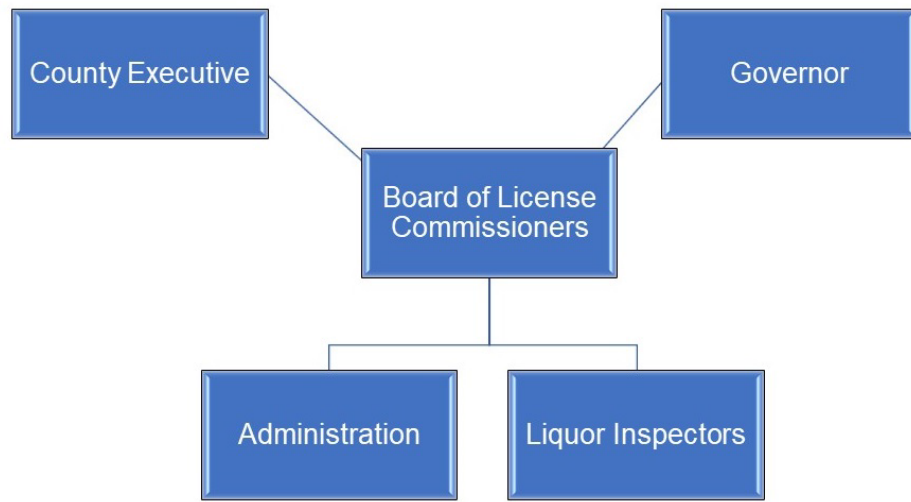 County Executive
Governor
Board of License
Commissioners
Administration
Liquor Inspectors